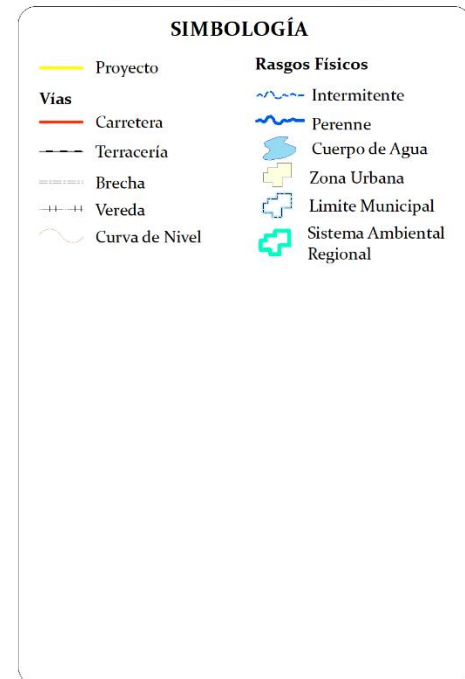 SIMBOLOGÍA
Proyecto
Vías
Carretera
Terracería
Brecha
Vereda
Curva de Nivel
Rasgos Físicos
Intermitente
Perenne
Cuerpo de Agua
Zona Urbana
Limite Municipal
Sistema Ambiental
Regional